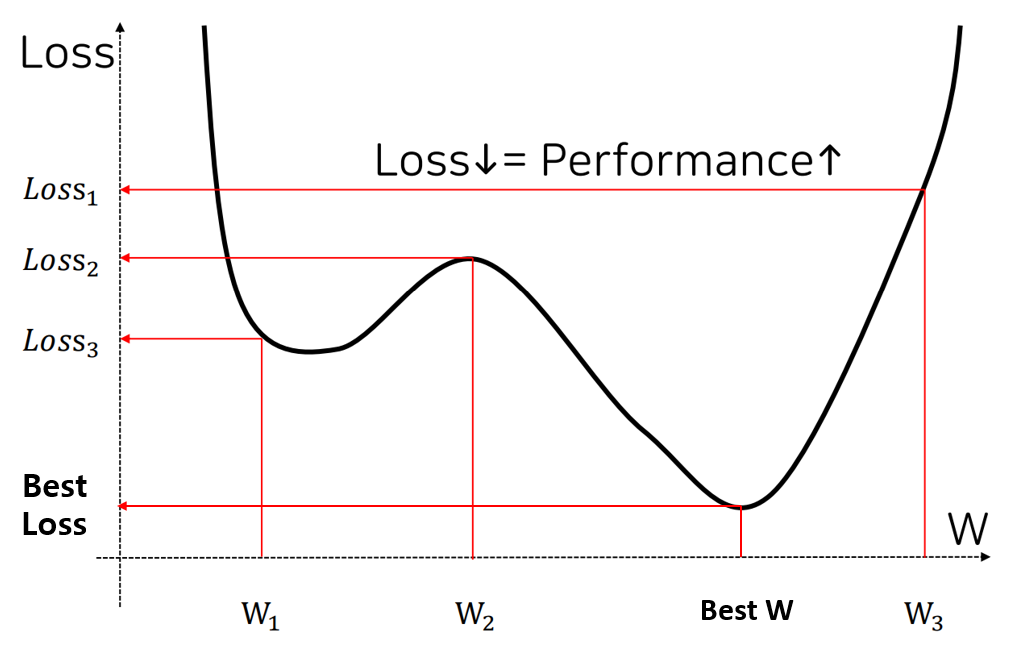 Loss
Loss↓= Performance↑
Loss₁
Loss₂
Loss₃
Best
Loss
W
W₁
W₂
Best W
W₃